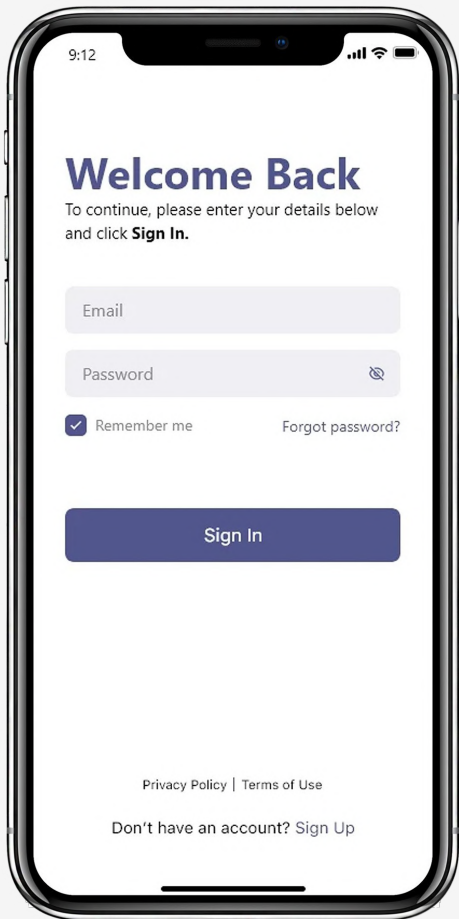 9:12
Welcome Back
To continue, please enter your details below
and click Sign In.
Email
Password
Remember me
Forgot password?
Sign In
Privacy Policy | Terms of Use
Don't have an account? Sign Up